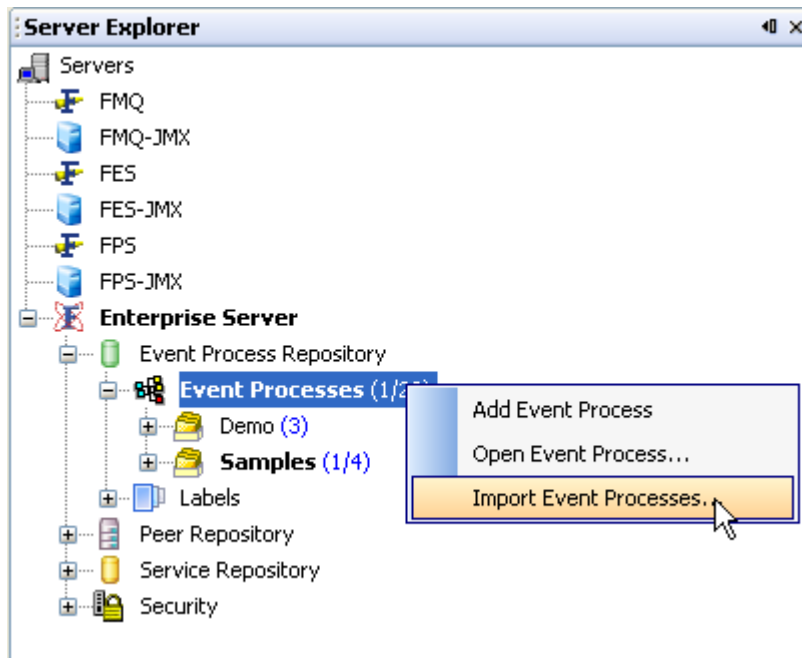 Server Explorer
Servers
FMQ
FMQ-JMX
FES
FES-JMX
FPS
FPS-JMX
Enterprise Server
Event Process Repository
Event Processes
Demo (3)
Samples (1/4)
Labels
Peer Repository
Service Repository
Security
Add Event Process
Open Event Process...
Import Event Processes...